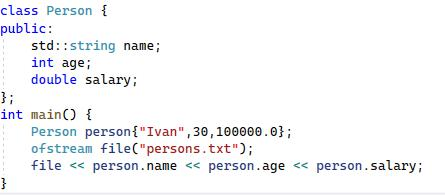 class Person {
public:
    std::string name;
    int age;
    double salary;
};
int main() {
    Person person{"Ivan",30,100000.0};
    ofstream file("persons.txt");
    file << person.name << person.age << person.salary;
}